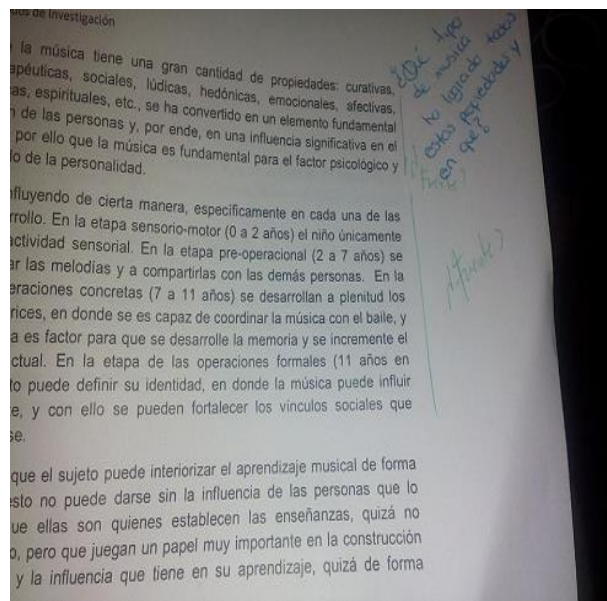 de Investigación
la música tiene una gran cantidad de propiedades: curativas,
apéuticas, sociales, lúdicas, hedónicas, emocionales, afectivas,
as, espirituales, etc., se ha convertido en un elemento fundamental
de las personas y, por ende, en una influencia significativa en el
por ello que la música es fundamental para el factor psicológico y
lo de la personalidad.
¿Qué tipo
de música
ha logrado todas
estas propiedades y
en qué?
¿fuente?
nfluyendo de cierta manera, específicamente en cada una de las
rrollo. En la etapa sensorio-motor (0 a 2 años) el niño únicamente
actividad sensorial. En la etapa pre-operacional (2 a 7 años) se
ar las melodías y a compartirlas con las demás personas. En la
eraciones concretas (7 a 11 años) se desarrollan a plenitud los
rices, en donde se es capaz de coordinar la música con el baile, y
a es factor para que se desarrolle la memoria y se incremente el
ctual. En la etapa de las operaciones formales (11 años en
to puede definir su identidad, en donde la música puede influir
e, y con ello se pueden fortalecer los vínculos sociales que
se.
¿fuente?
que el sujeto puede interiorizar el aprendizaje musical de forma
esto no puede darse sin la influencia de las personas que lo
ue ellas son quienes establecen las enseñanzas, quizá no
o, pero que juegan un papel muy importante en la construcción
y la influencia que tiene en su aprendizaje, quizá de forma